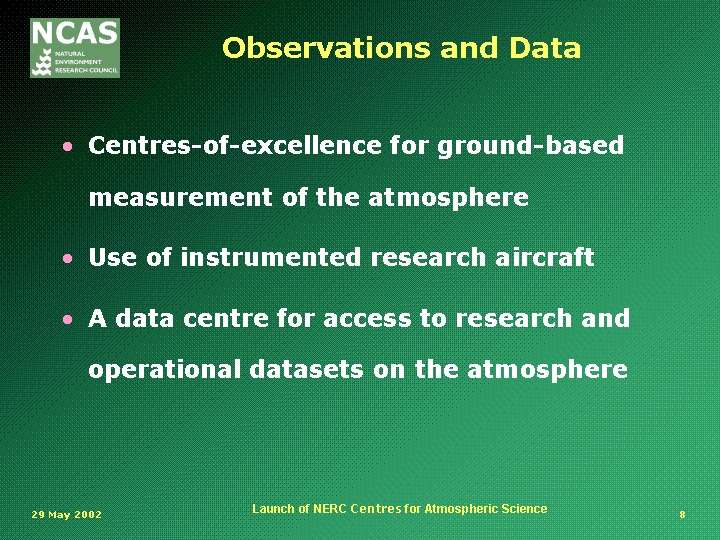 NCAS
NATURAL
ENVIRONMENT
RESEARCH COUNCIL
Observations and Data
• Centres-of-excellence for ground-based
measurement of the atmosphere
• Use of instrumented research aircraft
• A data centre for access to research and
operational datasets on the atmosphere
29 May 2002
Launch of NERC Centres for Atmospheric Science
8